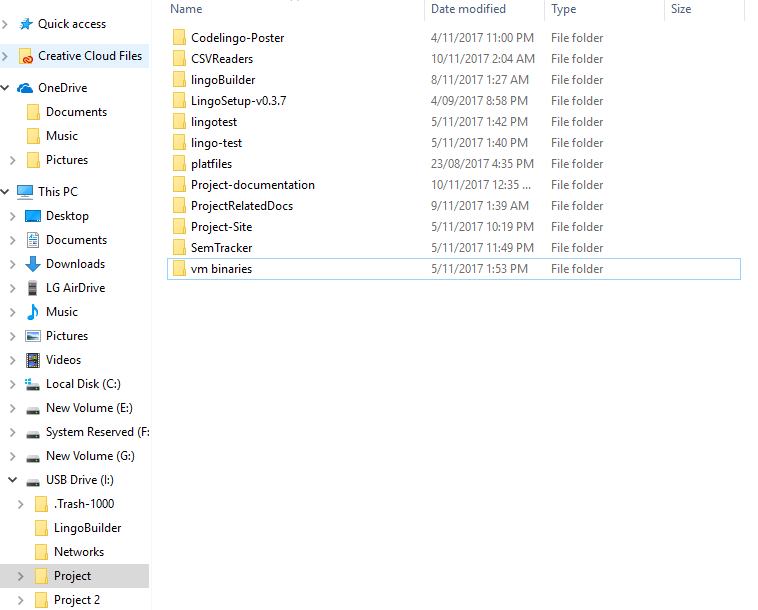 Name Date modified Type Size
Quick access
Creative Cloud Files
OneDrive
Documents
Music
Pictures
This PC
Desktop
Documents
Downloads
LG AirDrive
Music
Pictures
Videos
Local Disk (C:)
New Volume (E:)
System Reserved (F:
New Volume (G:)
USB Drive (I:)
.Trash-1000
LingoBuilder
Networks
Project
Project 2
Codelingo-Poster 4/11/2017 11:00 PM File folder
CSVReaders 10/11/2017 2:04 AM File folder
lingoBuilder 8/11/2017 1:27 AM File folder
LingoSetup-v0.3.7 4/09/2017 8:58 PM File folder
lingotest 5/11/2017 1:42 PM File folder
lingo-test 5/11/2017 1:40 PM File folder
platfiles 23/08/2017 4:35 PM File folder
Project-documentation 10/11/2017 12:35 ... File folder
ProjectRelatedDocs 9/11/2017 1:39 AM File folder
Project-Site 5/11/2017 10:19 PM File folder
SemTracker 5/11/2017 11:49 PM File folder
vm binaries 5/11/2017 1:53 PM File folder